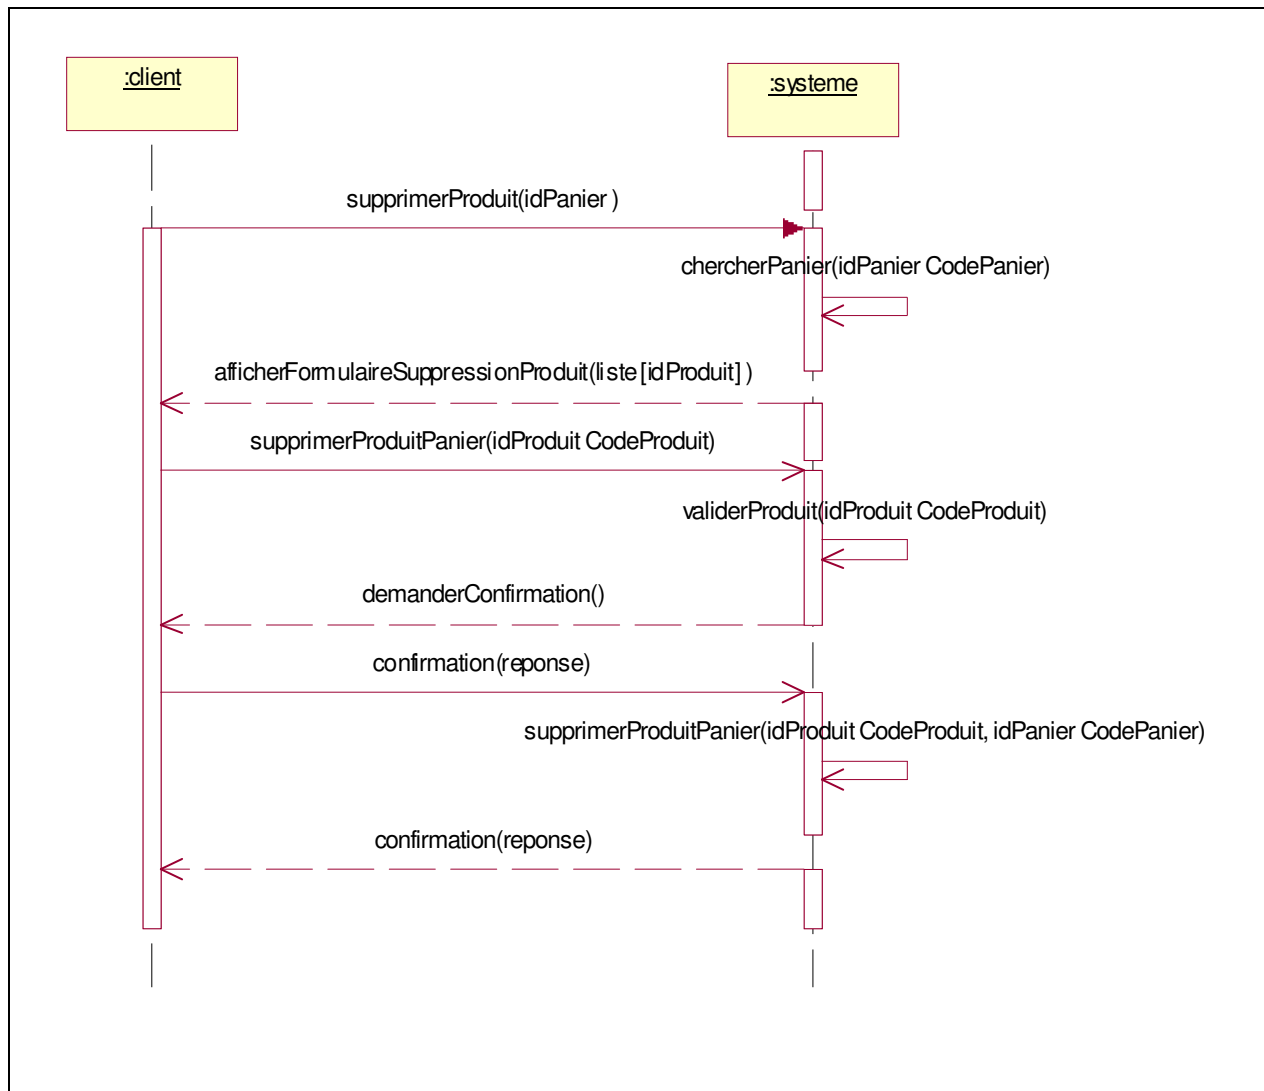 :client
:systeme
supprimerProduit(idPanier )
chercherPanier(idPanier CodePanier)
afficherFormulaireSuppressionProduit(liste[idProduit] )
supprimerProduitPanier(idProduit CodeProduit)
validerProduit(idProduit CodeProduit)
demanderConfirmation()
confirmation(reponse)
supprimerProduitPanier(idProduit CodeProduit, idPanier CodePanier)
confirmation(reponse)